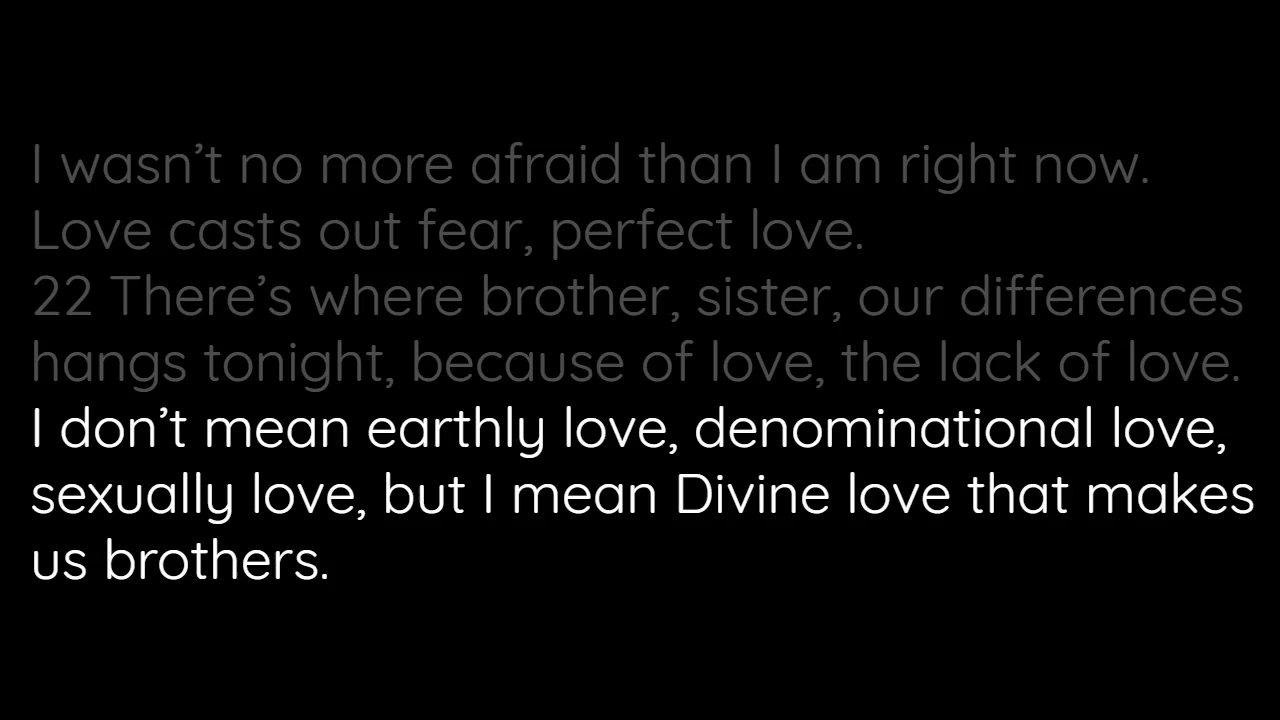 I wasn’t no more afraid than I am right now.
Love casts out fear, perfect love.
22 There’s where brother, sister, our differences
hangs tonight, because of love, the lack of love.
I don’t mean earthly love, denominational love,
sexually love, but I mean Divine love that makes
us brothers.